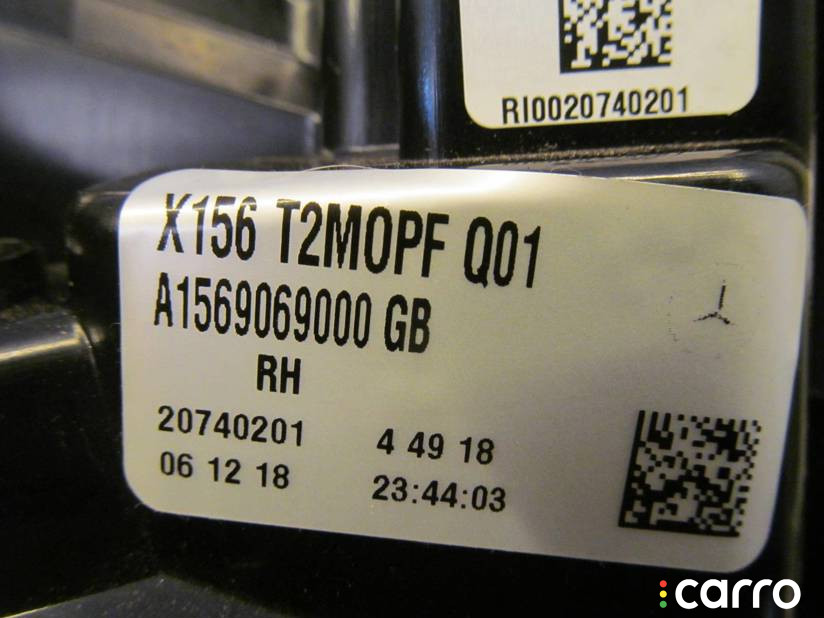 RI0020740201
X156 T2MOPF Q01
A1569069000 GB
RH
20740201 4 49 18
06 12 18 23:44:03
carro